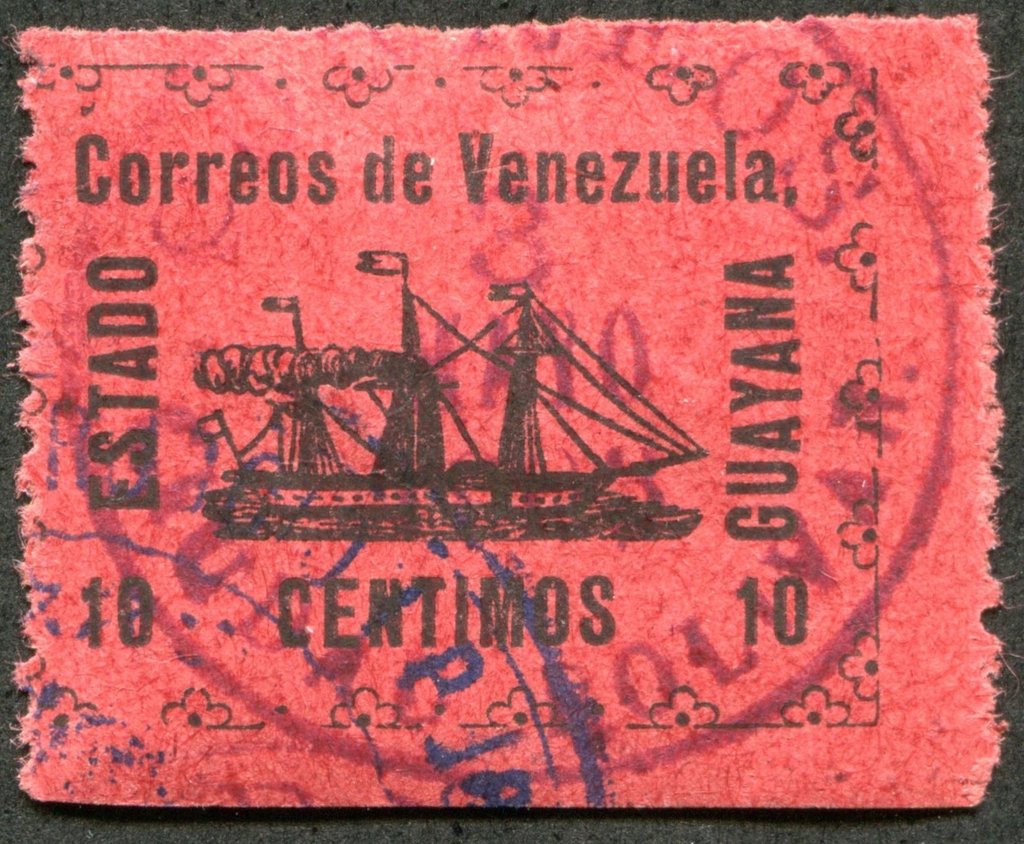 Correos de Venezuela.
ESTADO
GUAYANA
10 CENTIMOS 10